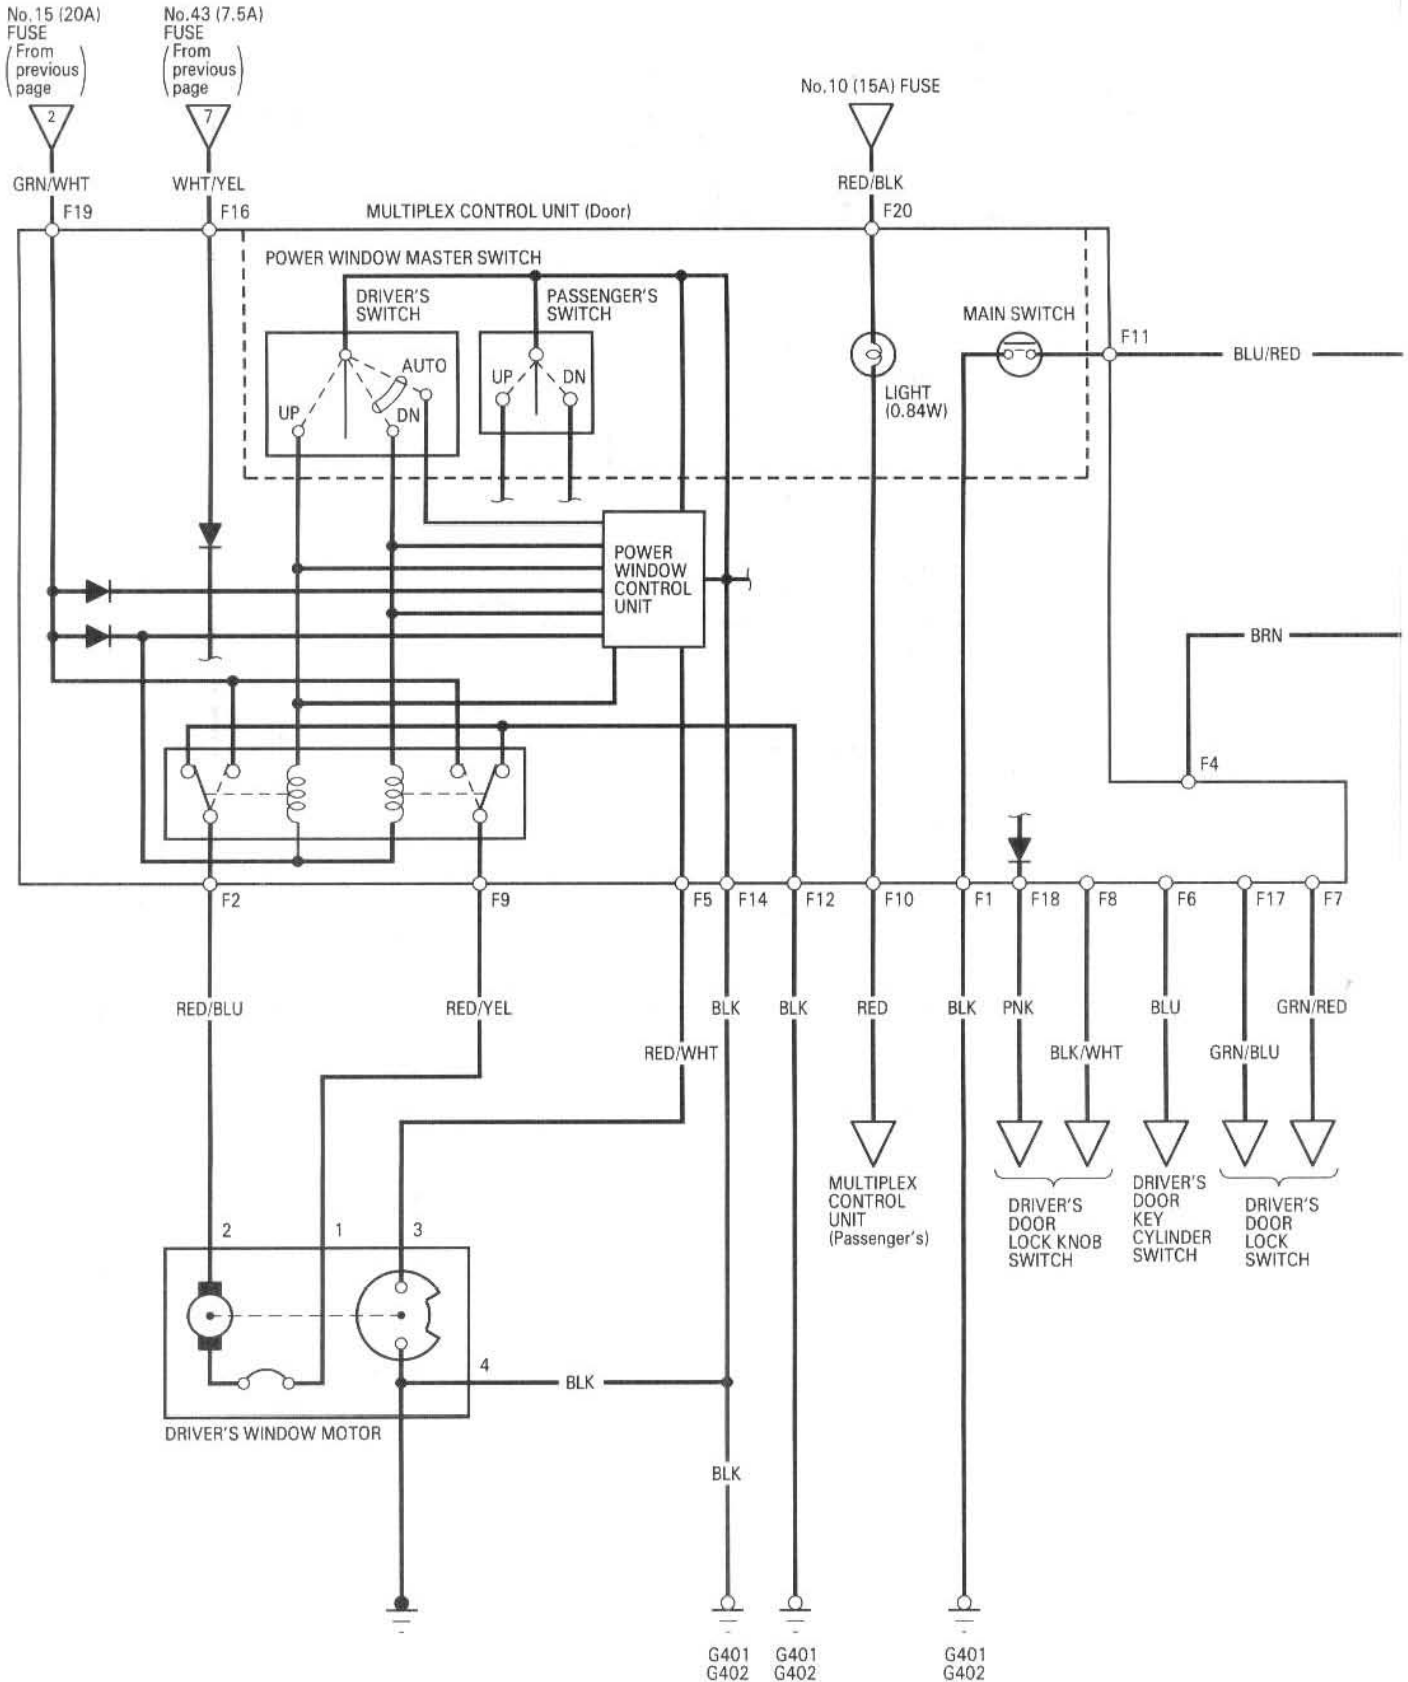 No.15 (20A)
FUSE
From
previous
page
No.43 (7.5A)
FUSE
From
previous
page
No.10 (15A) FUSE
2
7
GRN/WHT
WHT/YEL
RED/BLK
F19
F16
MULTIPLEX CONTROL UNIT (Door)
F20
POWER WINDOW MASTER SWITCH
DRIVER'S
SWITCH
PASSENGER'S
SWITCH
MAIN SWITCH
F11
BLU/RED
AUTO
UP
DN
UP
DN
LIGHT
(0.84W)
POWER
WINDOW
CONTROL
UNIT
BRN
F4
F2
F9
F5
F14
F12
F10
F1
F18
F8
F6
F17
F7
RED/BLU
RED/YEL
BLK
BLK
RED
BLK
PNK
BLU
GRN/RED
RED/WHT
BLK/WHT
GRN/BLU
MULTIPLEX
CONTROL
UNIT
(Passenger's)
DRIVER'S
DOOR
LOCK KNOB
SWITCH
DRIVER'S
DOOR
KEY
CYLINDER
SWITCH
DRIVER'S
DOOR
LOCK
SWITCH
2
1
3
4
BLK
DRIVER'S WINDOW MOTOR
BLK
G401
G402
G401
G402
G401
G402